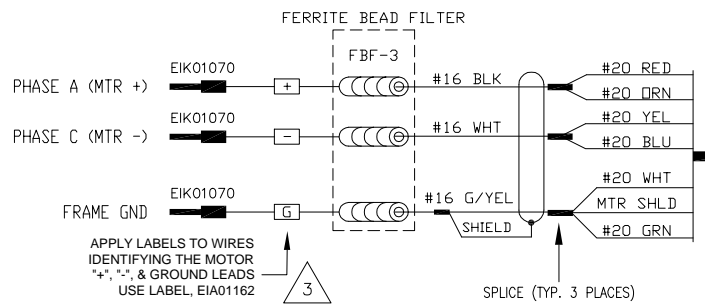 FERRITE BEAD FILTER
FBF-3
EIK01070
PHASE A (MTR +)
+
#16 BLK
#20 RED
#20 ORN
EIK01070
PHASE C (MTR -)
-
#16 WHT
#20 YEL
#20 BLU
EIK01070
FRAME GND
G
#16 G/YEL
SHIELD
#20 WHT
MTR SHLD
#20 GRN
APPLY LABELS TO WIRES
IDENTIFYING THE MOTOR
"+", "-", & GROUND LEADS
USE LABEL, EIA01162
3
SPLICE (TYP. 3 PLACES)